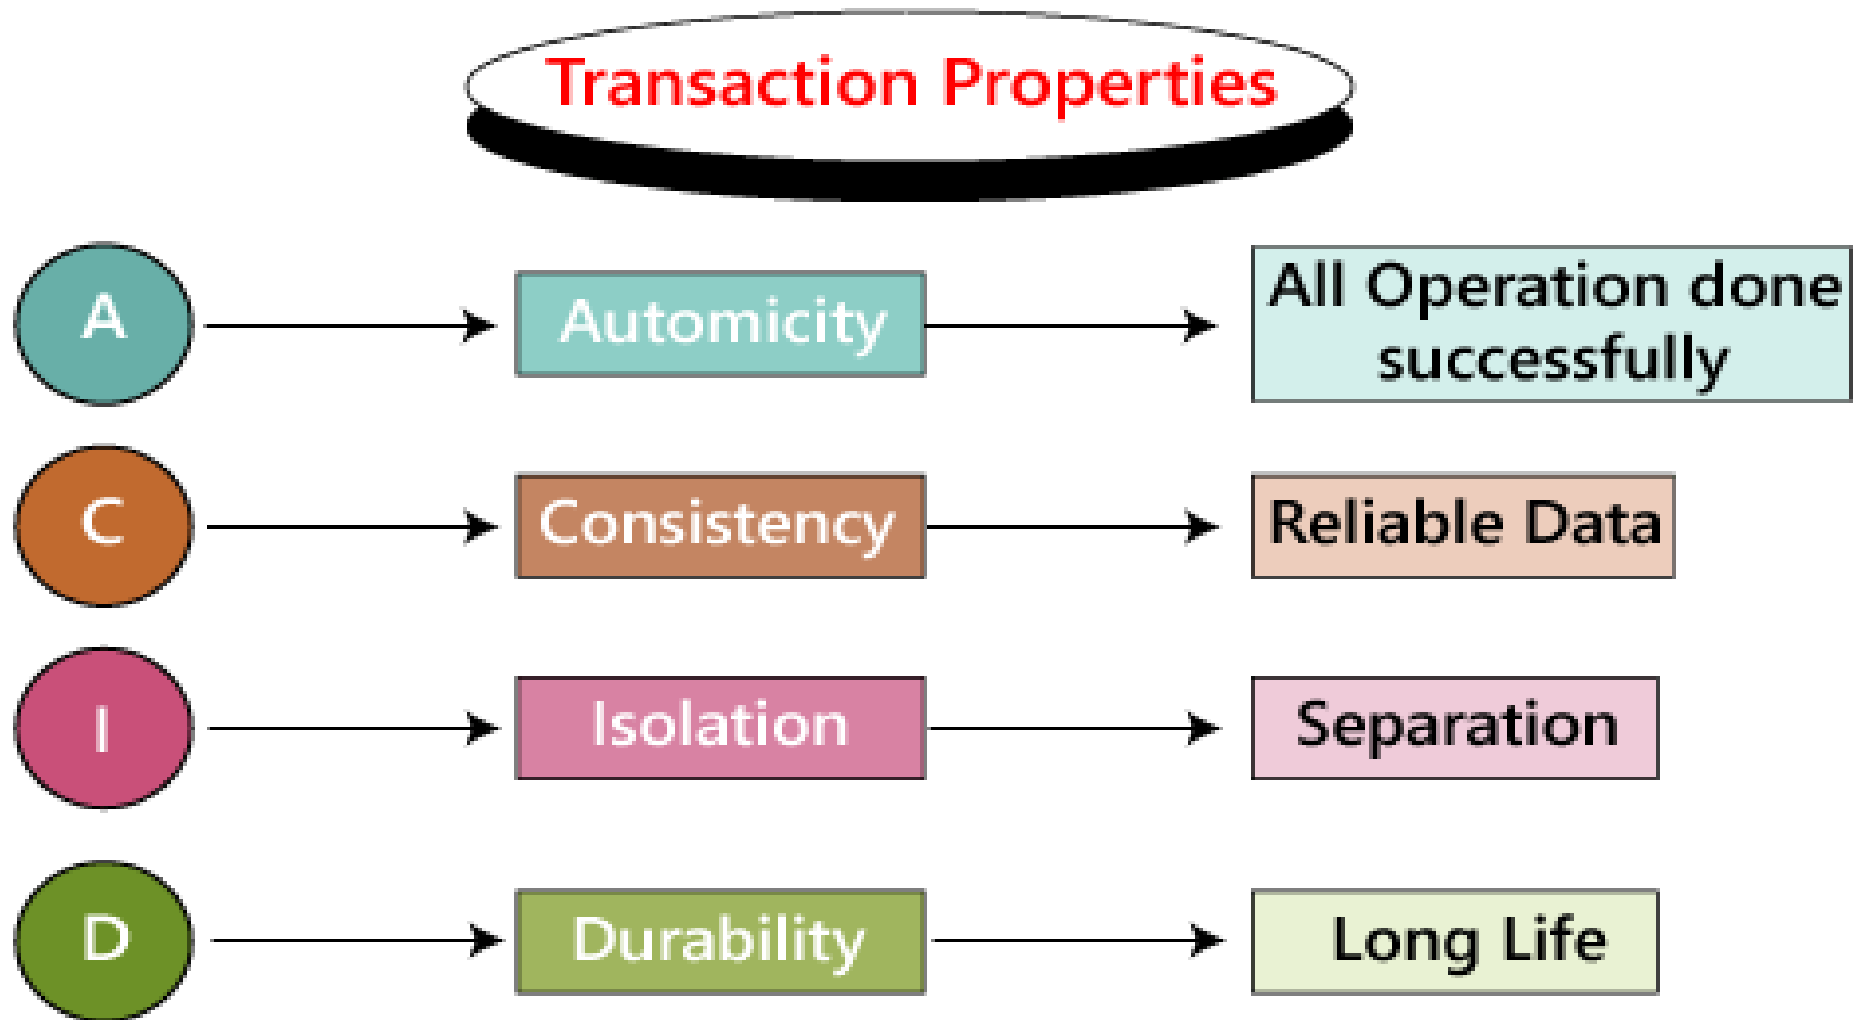 Transaction Properties
A
Automicity
All Operation done
successfully
C
Consistency
Reliable Data
I
Isolation
Separation
D
Durability
Long Life